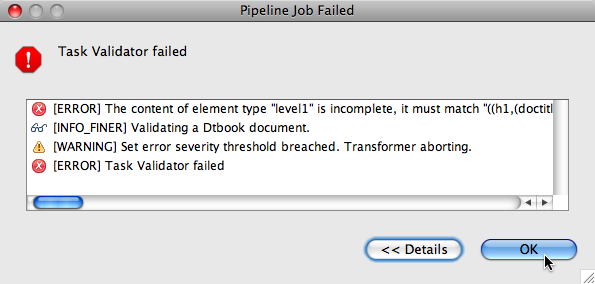 Pipeline Job Failed
Task Validator failed
[ERROR] The content of element type "level1" is incomplete, it must match "((h1,(doctitl
[INFO_FINER] Validating a Dtbook document.
[WARNING] Set error severity threshold breached. Transformer aborting.
[ERROR] Task Validator failed
<< Details
OK